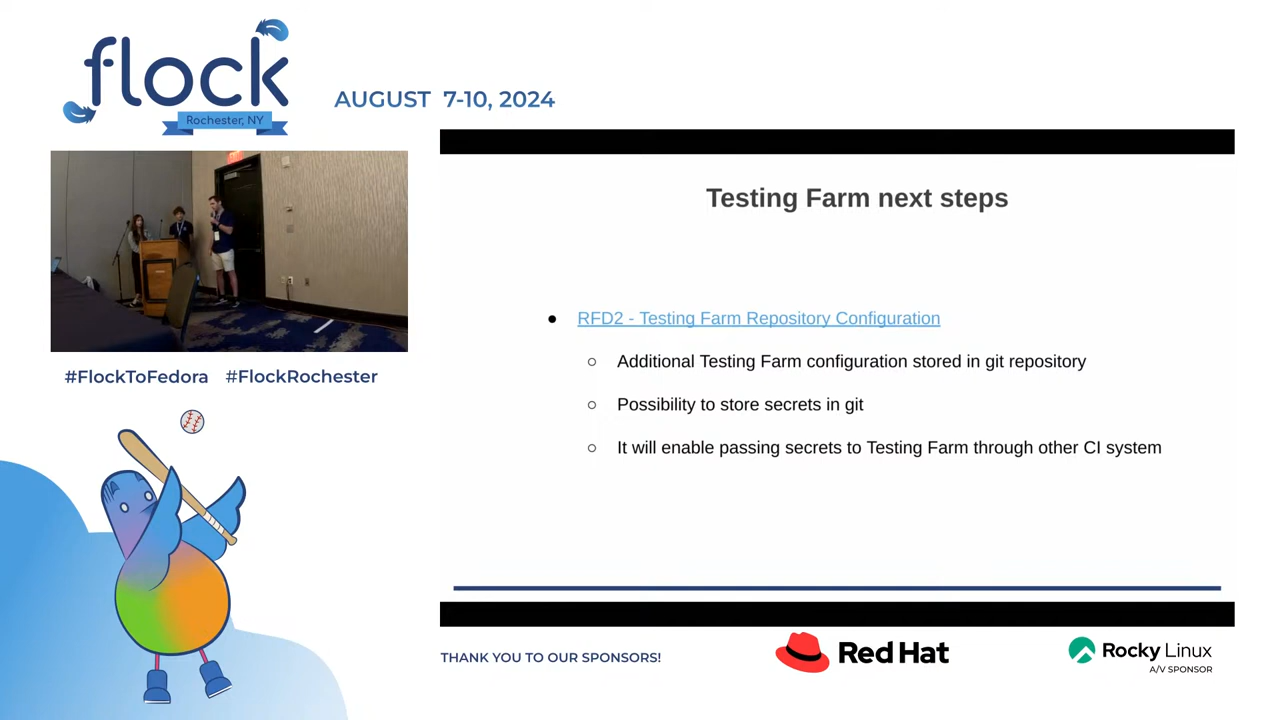 flock
Rochester, NY
AUGUST 7-10, 2024
Testing Farm next steps
RFD2 - Testing Farm Repository Configuration
Additional Testing Farm configuration stored in git repository
Possibility to store secrets in git
It will enable passing secrets to Testing Farm through other CI system
#FlockToFedora #FlockRochester
THANK YOU TO OUR SPONSORS!
Red Hat
Rocky Linux
A/V SPONSOR